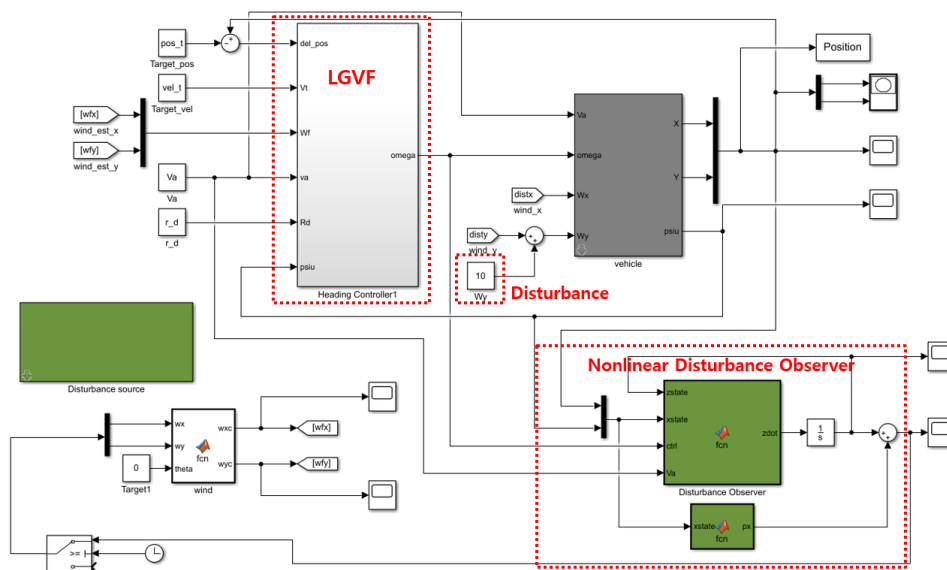 pos_t
Target_pos
vel_t
Target_vel
[wfx]
wind_est_x
[wfy]
wind_est_y
Va
Va
r_d
r_d
-
+
del_pos
LGVF
Vt
Wf
va
omega
Rd
psiu
Heading Controller1
Va
omega
distx
wind_x
Wx
disty
wind_y
+
+
Wy
10
Wy
Disturbance
X
Y
psiu
vehicle
Position
Disturbance source
Nonlinear Disturbance Observer
zstate
xstate
ctrl
Va
fcn
zdot
Disturbance Observer
1
s
+
+
xstate
fcn
px
wx
wy
theta
fcn
wxc
wyc
wind
[wfx]
[wfy]
0
Target1
>=